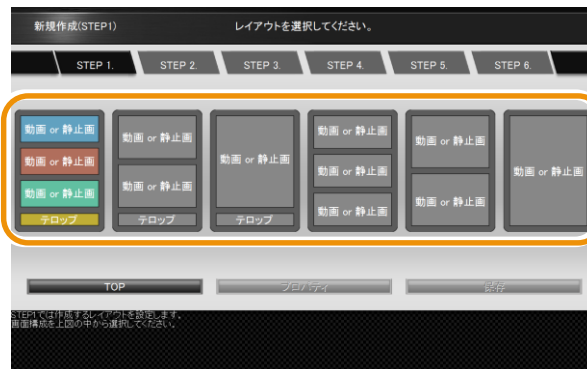 新規作成(STEP1)
レイアウトを選択してください。
STEP 1.
STEP 2.
STEP 3.
STEP 4.
STEP 5.
STEP 6.
動画 or 静止画
動画 or 静止画
動画 or 静止画
テロップ
動画 or 静止画
動画 or 静止画
テロップ
動画 or 静止画
テロップ
動画 or 静止画
動画 or 静止画
動画 or 静止画
動画 or 静止画
動画 or 静止画
動画 or 静止画
TOP
プロパティ
保存
STEP1では作成するレイアウトを設定します。
画面構成を上図の中から選択してください。